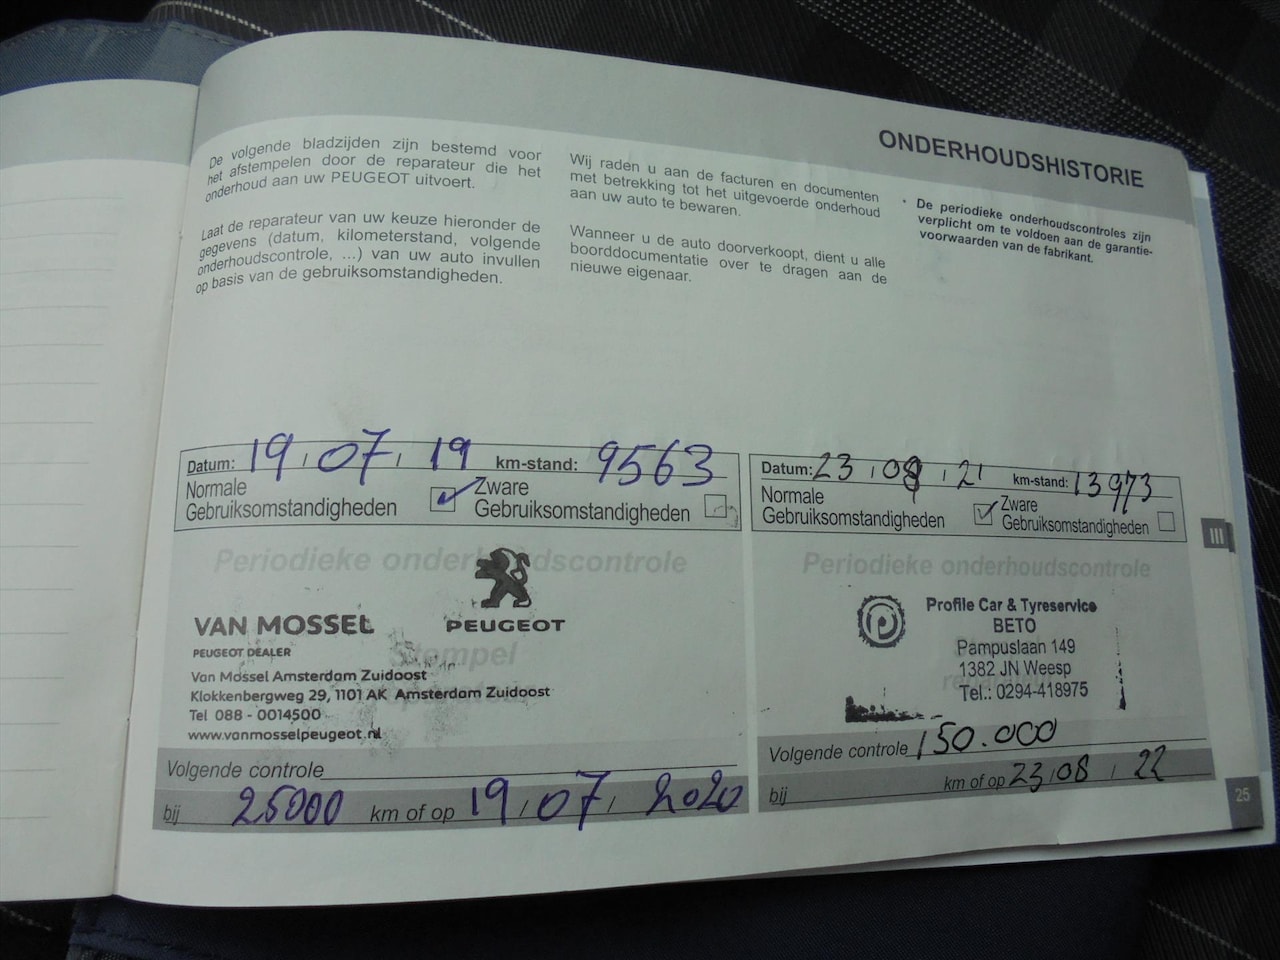 ONDERHOUDSHISTORIE
De volgende bladzijden zijn bestemd voor
het afstempelen door de reparateur die het
onderhoud aan uw PEUGEOT uitvoert.
Laat de reparateur van uw keuze hieronder de
gegevens (datum, kilometerstand, volgende
onderhoudscontrole, ...) van uw auto invullen
op basis van de gebruiksomstandigheden.
Wij raden u aan de facturen en documenten
met betrekking tot het uitgevoerde onderhoud
aan uw auto te bewaren.
Wanneer u de auto doorverkoopt, dient u alle
boorddocumentatie over te dragen aan de
nieuwe eigenaar.
• De periodieke onderhoudscontroles zijn
verplicht om te voldoen aan de garantie-
voorwaarden van de fabrikant.
Datum: 19 / 07 / 19 km-stand: 9563
Normale
Gebruiksomstandigheden
Zware
Gebruiksomstandigheden
Periodieke onderhoudscontrole
VAN MOSSEL
PEUGEOT DEALER
PEUGEOT
Stempel
Van Mossel Amsterdam Zuidoost
Klokkenbergweg 29, 1101 AK Amsterdam Zuidoost
Tel 088 - 0014500
www.vanmosselpeugeot.nl
Volgende controle
bij 25000 km of op 19 / 07 / 2020
Datum: 23 / 08 / 21 km-stand: 13973
Normale
Gebruiksomstandigheden
Zware
Gebruiksomstandigheden
Periodieke onderhoudscontrole
Profile Car & Tyreservice
BETO
Pampuslaan 149
1382 JN Weesp
Tel.: 0294-418975
Volgende controle 150.000
bij km of op 23 / 08 / 22
III
25